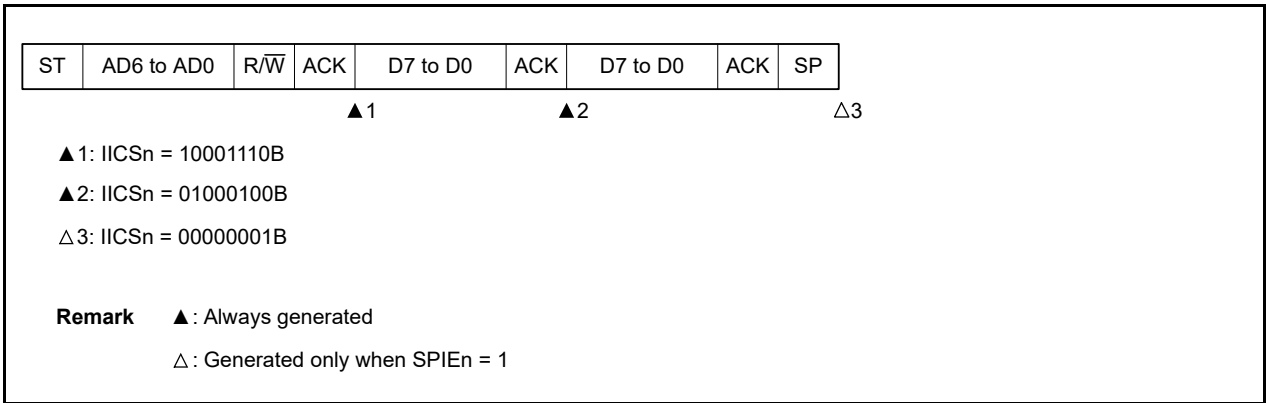 ST AD6 to AD0 R/W̅ ACK D7 to D0 ACK D7 to D0 ACK SP
▲1 ▲2 △3
▲1: IICSn = 10001110B
▲2: IICSn = 01000100B
△3: IICSn = 00000001B
Remark ▲: Always generated
△: Generated only when SPIEn = 1